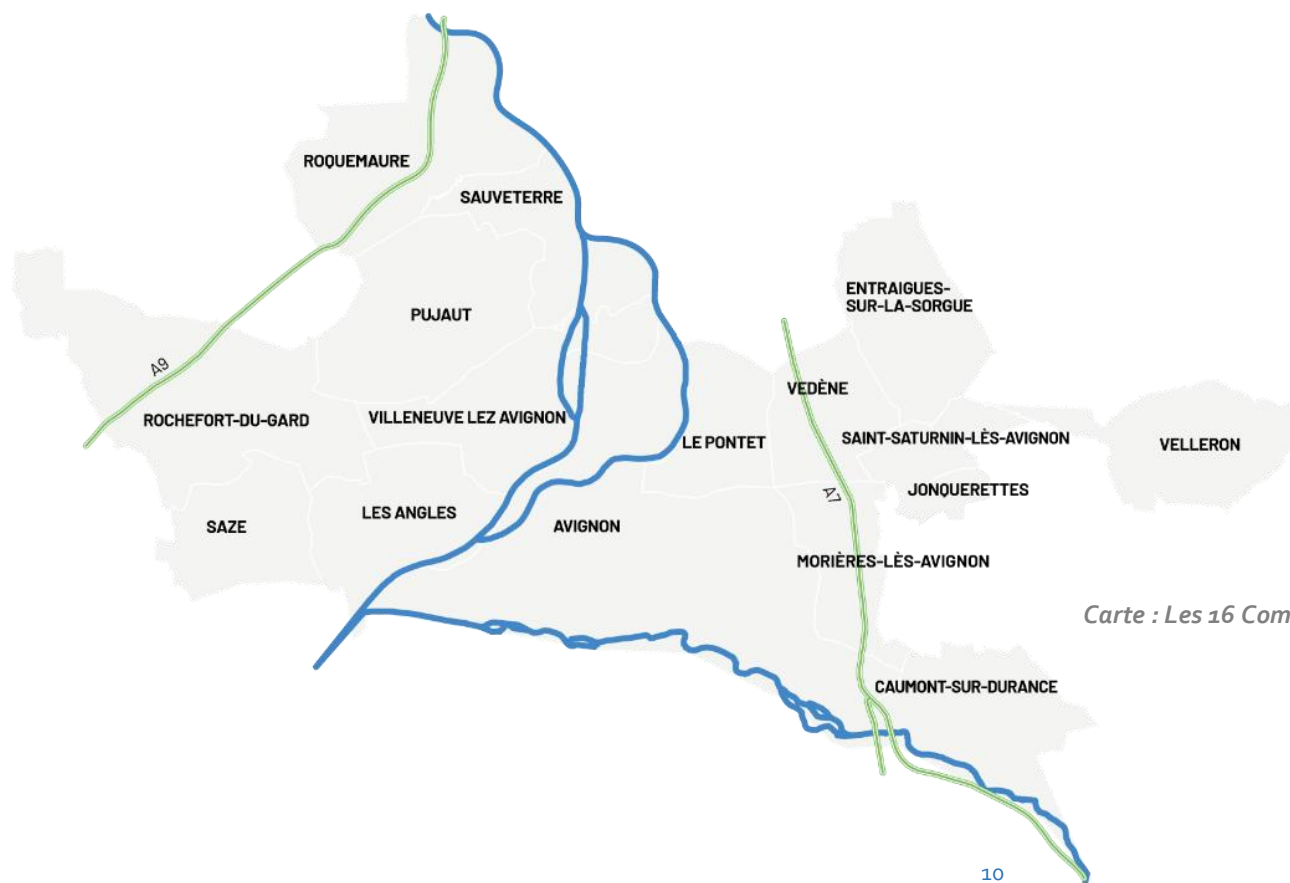 ROQUEMAURE
SAUVETERRE
ENTRAIGUES-
SUR-LA-SORGUE
PUJAUT
A9
VEDÈNE
ROCHEFORT-DU-GARD
VILLENEUVE LEZ AVIGNON
LE PONTET
SAINT-SATURNIN-LÈS-AVIGNON
VELLERON
A7
JONQUERETTES
LES ANGLES
SAZE
AVIGNON
MORIÈRES-LÈS-AVIGNON
Carte : Les 16 Com
CAUMONT-SUR-DURANCE
10